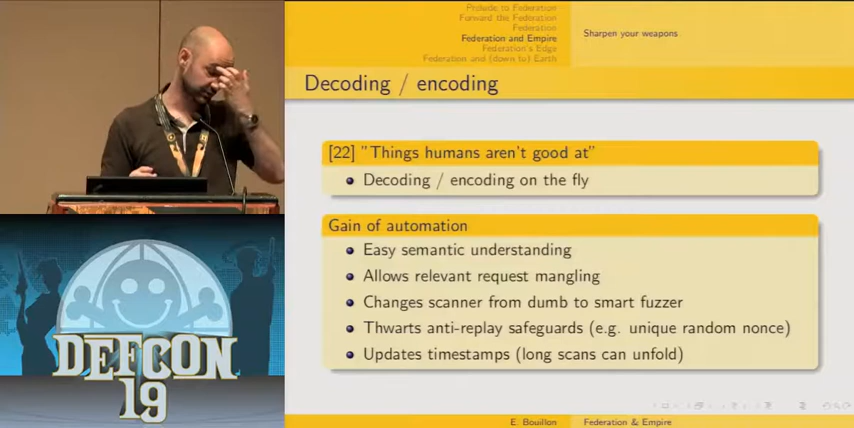 Prelude to Federation
Forward the Foderation
Federation
Federation and Empire
Federation's Edge
Federation and (down to) Earth
Sharpen your weapons
Decoding / encoding
[22] "Things humans aren't good at"
Decoding / encoding on the fly
Gain of automation
Easy semantic understanding
Allows relevant request mangling
Changes scanner from dumb to smart fuzzer
Thwarts anti-replay safeguards (e.g. unique random nonce)
Updates timestamps (long scans can unfold)
DEFCON
19
E. Bouillon
Federation & Empire